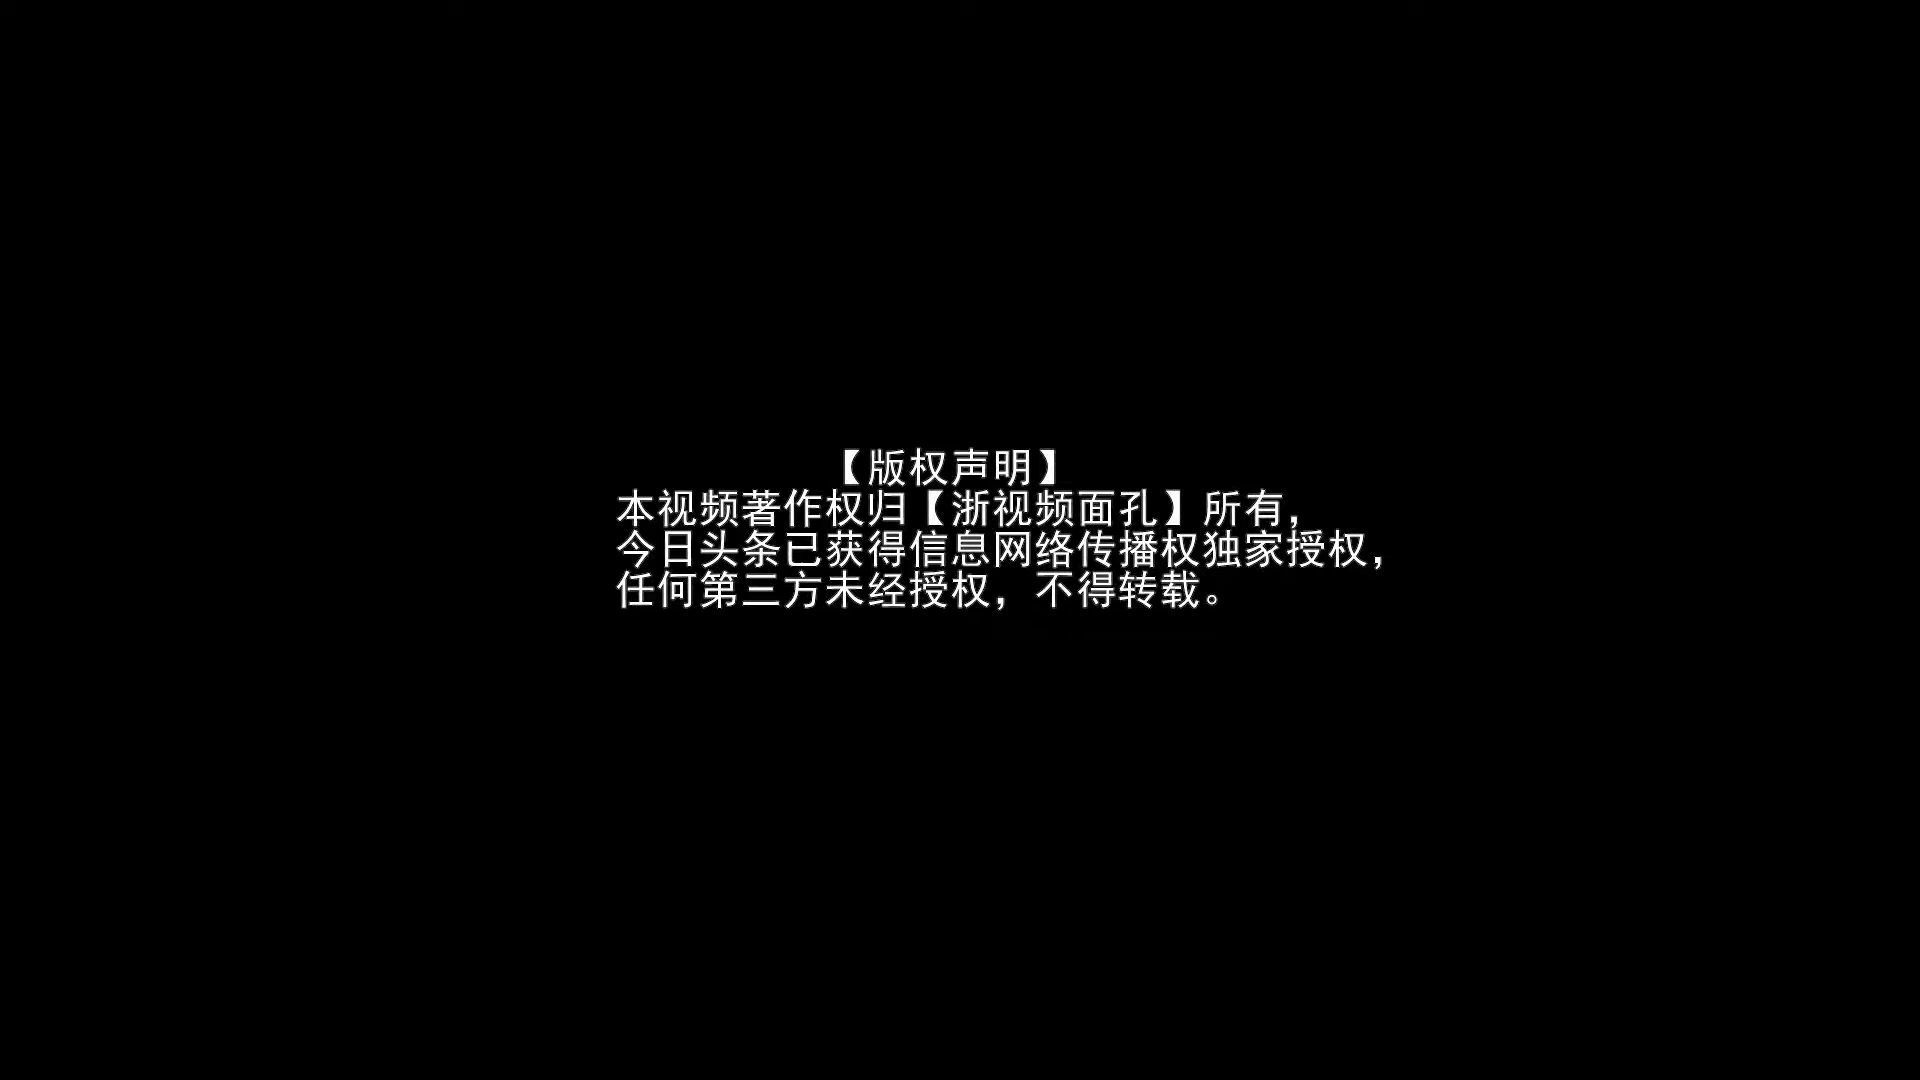 【版权声明】
本视频著作权归【浙视频面孔】所有，
今日头条已获得信息网络传播权独家授权，
任何第三方未经授权，不得转载。